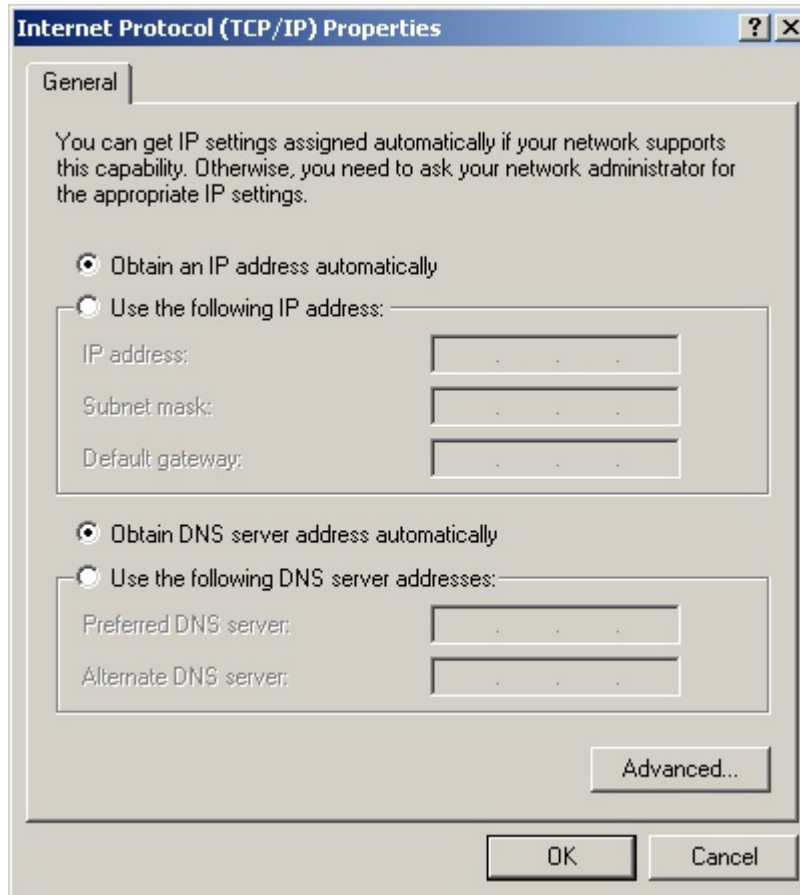 Internet Protocol (TCP/IP) Properties
General
You can get IP settings assigned automatically if your network supports
this capability. Otherwise, you need to ask your network administrator for
the appropriate IP settings.
Obtain an IP address automatically
Use the following IP address:
IP address:
Subnet mask:
Default gateway:
Obtain DNS server address automatically
Use the following DNS server addresses:
Preferred DNS server:
Alternate DNS server:
Advanced...
OK Cancel